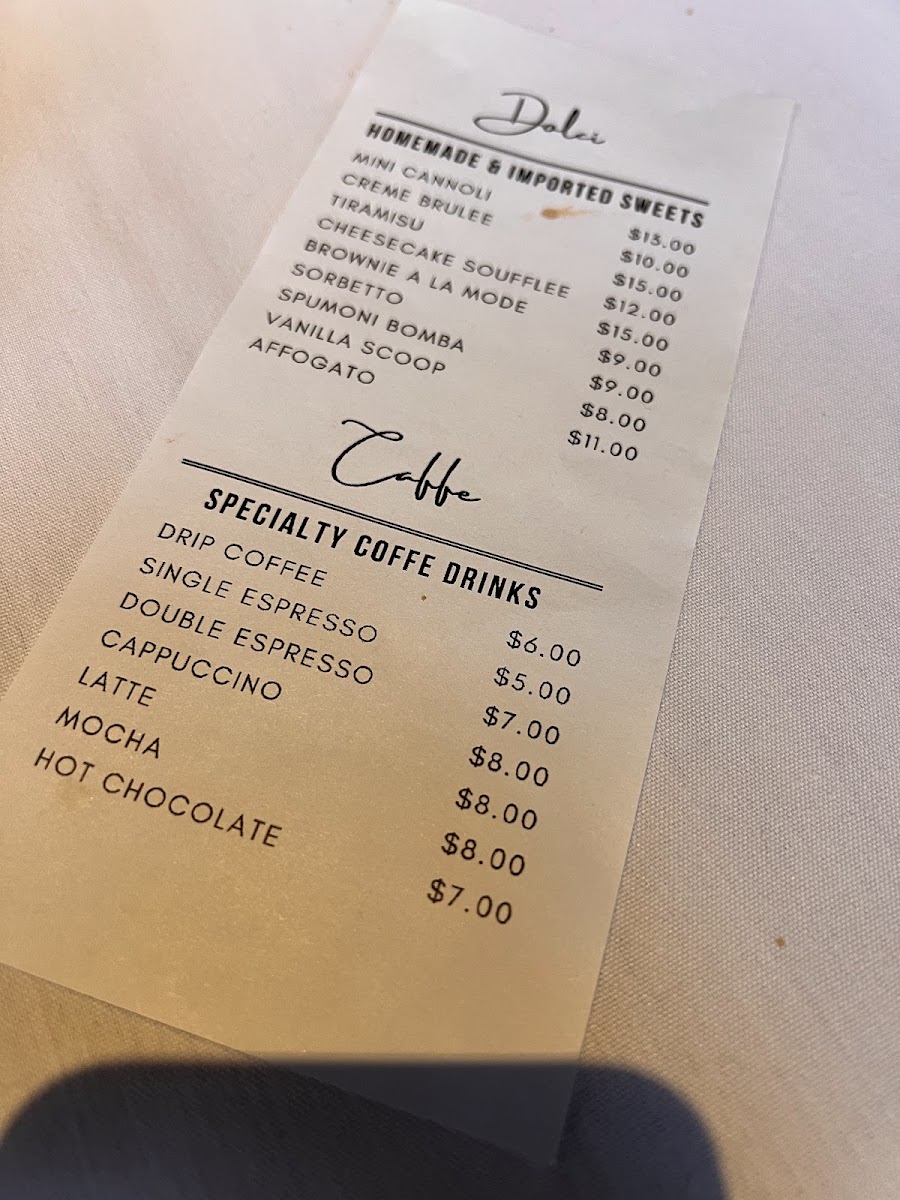 Dolci
HOMEMADE & IMPORTED SWEETS
MINI CANNOLI $15.00
CREME BRULEE $10.00
TIRAMISU $15.00
CHEESECAKE SOUFFLEE $12.00
BROWNIE A LA MODE $15.00
SORBETTO $9.00
SPUMONI BOMBA $9.00
VANILLA SCOOP $8.00
AFFOGATO $11.00
Caffe
SPECIALTY COFFE DRINKS
DRIP COFFEE $6.00
SINGLE ESPRESSO $5.00
DOUBLE ESPRESSO $7.00
CAPPUCCINO $8.00
LATTE $8.00
MOCHA $8.00
HOT CHOCOLATE $7.00